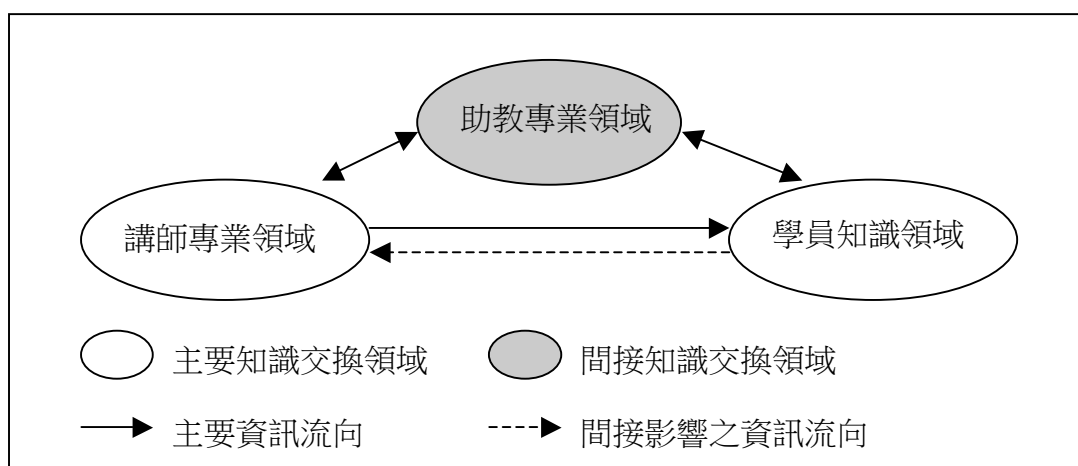 助教專業領域
講師專業領域
學員知識領域
主要知識交換領域
間接知識交換領域
主要資訊流向
間接影響之資訊流向